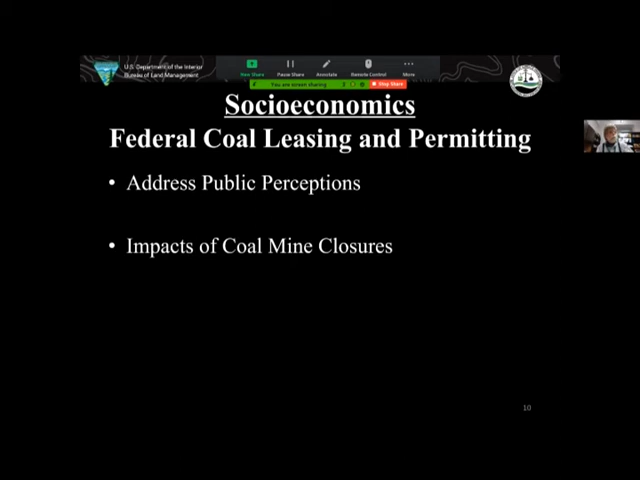 U.S. Department of the Interior
Bureau of Land Management
New Share
Pause Share
Annotate
Remote Control
More
You are screen sharing
Stop Share
Socioeconomics
Federal Coal Leasing and Permitting
• Address Public Perceptions
• Impacts of Coal Mine Closures
10